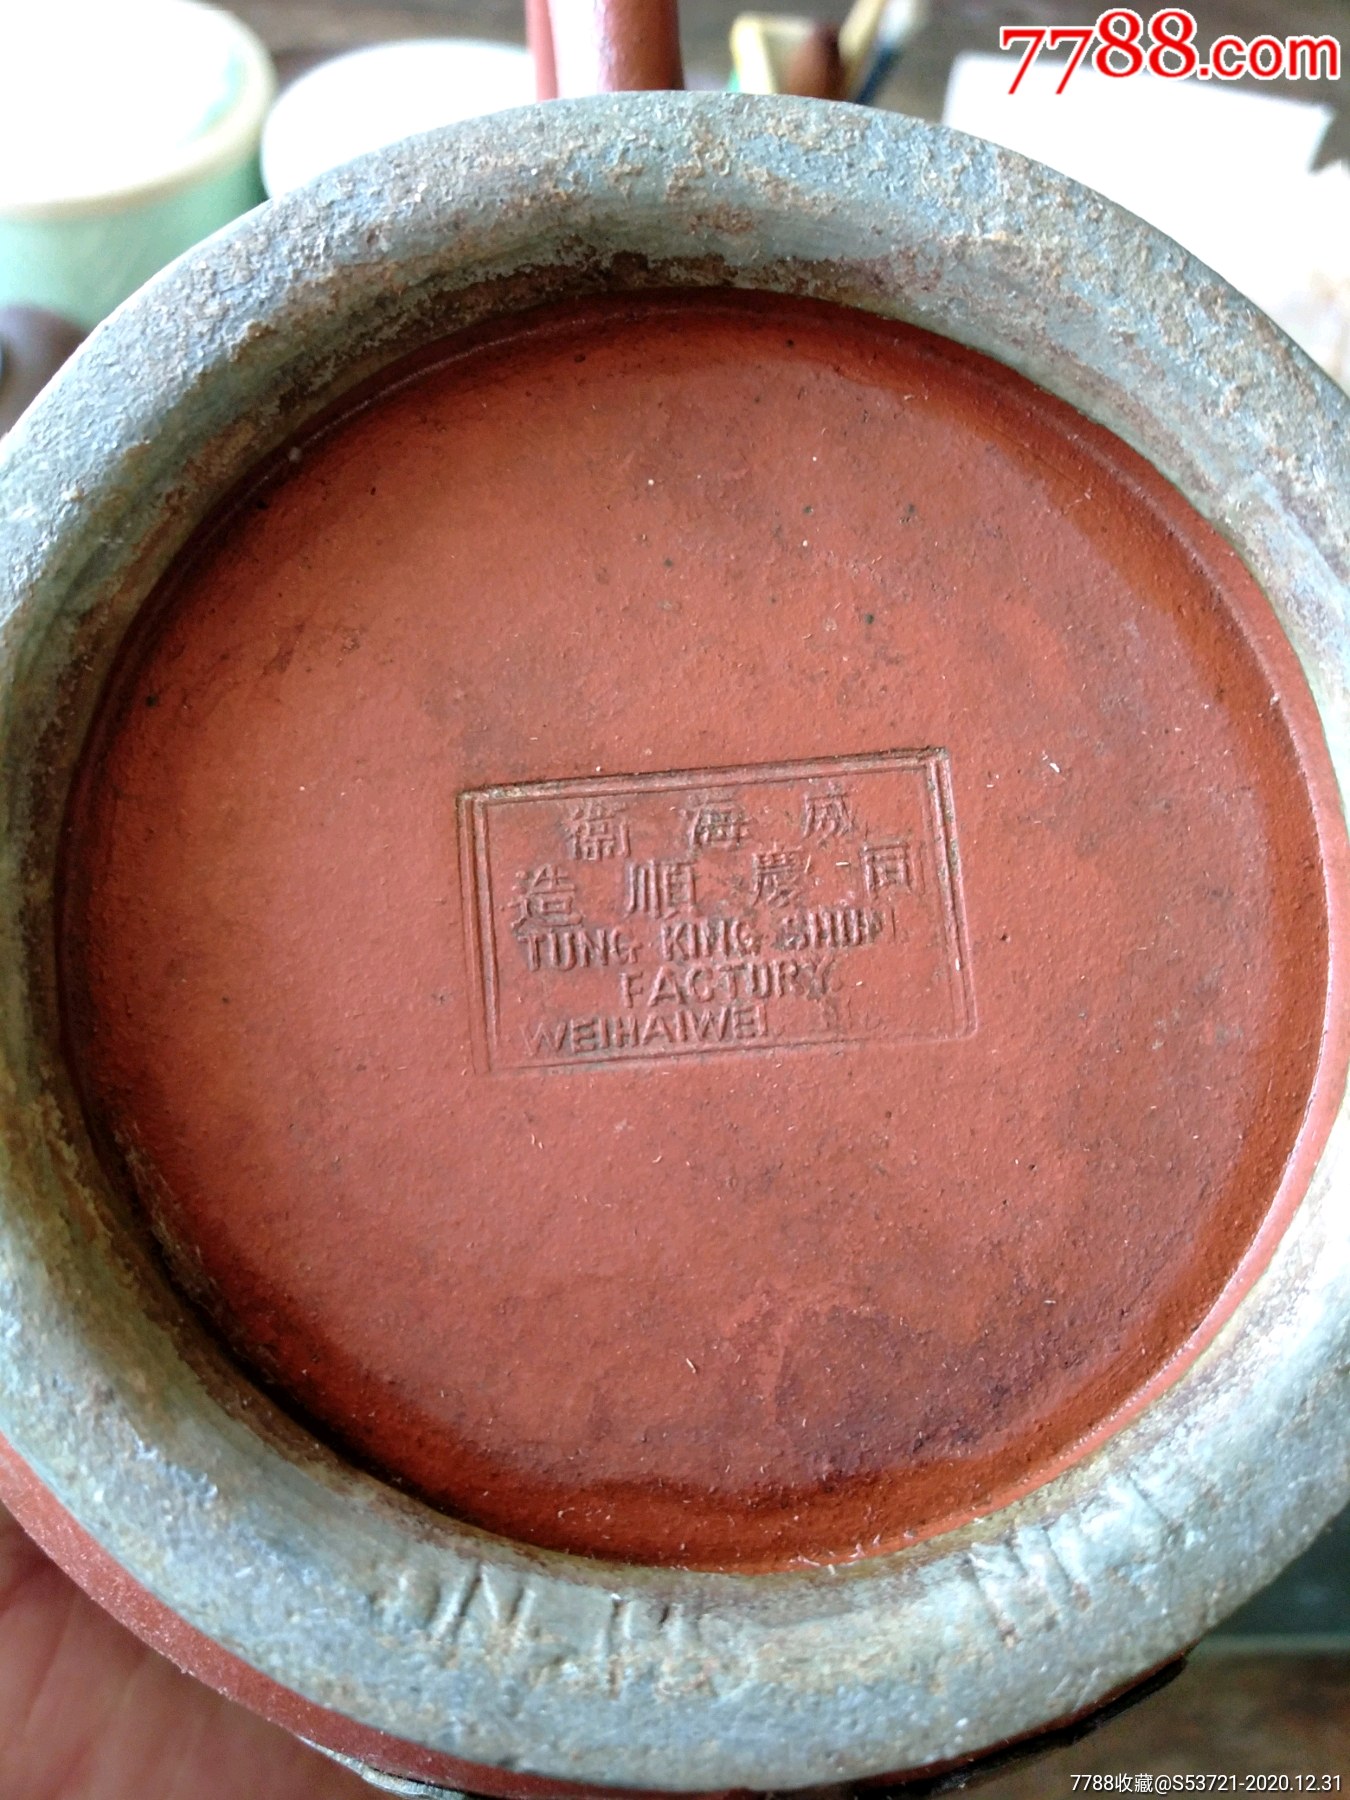 7788.com
衛海威
造順慶同
TUNG KING SHUN
FACTORY
WEIHAIWEI
7788收藏@S53721-2020.12.31